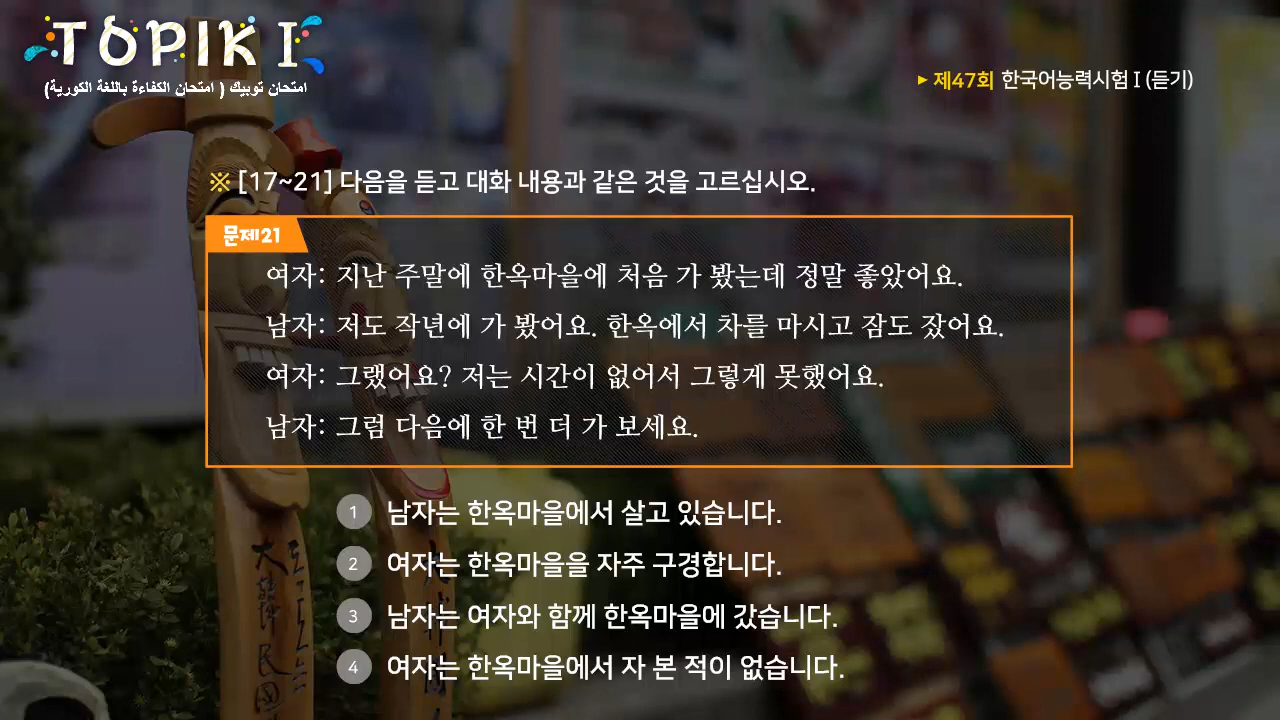 TOPIK I
امتحان توبيك ( امتحان الكفاءة باللغة الكورية)
▸ 제47회 한국어능력시험 I (듣기)
※ [17~21] 다음을 듣고 대화 내용과 같은 것을 고르십시오.
문제21
여자: 지난 주말에 한옥마을에 처음 가 봤는데 정말 좋았어요.
남자: 저도 작년에 가 봤어요. 한옥에서 차를 마시고 잠도 잤어요.
여자: 그랬어요? 저는 시간이 없어서 그렇게 못했어요.
남자: 그럼 다음에 한 번 더 가 보세요.
1 남자는 한옥마을에서 살고 있습니다.
2 여자는 한옥마을을 자주 구경합니다.
3 남자는 여자와 함께 한옥마을에 갔습니다.
4 여자는 한옥마을에서 자 본 적이 없습니다.
大韓民國